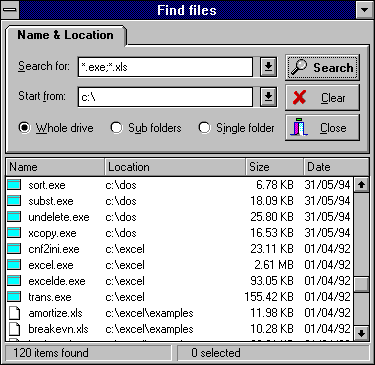 Find files
Name & Location
Search for: *.exe;*.xls Search
Start from: c:\ Clear
Whole drive Sub folders Single folder Close
Name Location Size Date
sort.exe c:\dos 6.78 KB 31/05/94
subst.exe c:\dos 18.09 KB 31/05/94
undelete.exe c:\dos 25.80 KB 31/05/94
xcopy.exe c:\dos 16.53 KB 31/05/94
cnf2ini.exe c:\excel 23.11 KB 01/04/92
excel.exe c:\excel 2.61 MB 01/04/92
excelde.exe c:\excel 93.05 KB 01/04/92
trans.exe c:\excel 155.42 KB 01/04/92
amortize.xls c:\excel\examples 11.98 KB 01/04/92
breakevn.xls c:\excel\examples 10.28 KB 01/04/92
120 items found 0 selected